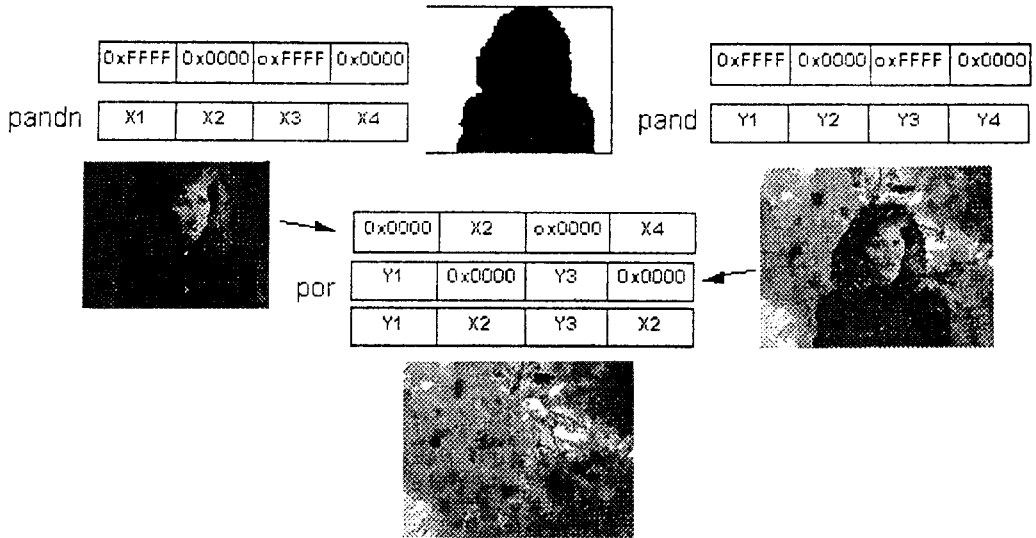 0xFFFF 0x0000 oxFFFF 0x0000
pandn X1 X2 X3 X4
0xFFFF 0x0000 oxFFFF 0x0000
pand Y1 Y2 Y3 Y4
0x0000 X2 ox0000 X4
por Y1 0x0000 Y3 0x0000
Y1 X2 Y3 X2